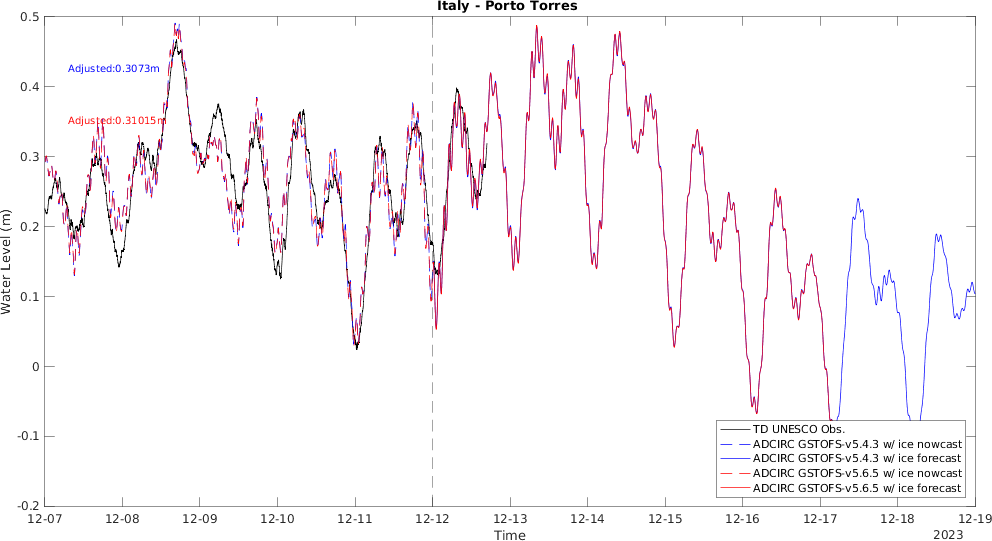 Italy - Porto Torres
0.5
0.4
0.3
0.2
0.1
0
-0.1
-0.2
Water Level (m)
Adjusted:0.3073m
Adjusted:0.31015m
TD UNESCO Obs.
ADCIRC GSTOFS-v5.4.3 w/ ice nowcast
ADCIRC GSTOFS-v5.4.3 w/ ice forecast
ADCIRC GSTOFS-v5.6.5 w/ ice nowcast
ADCIRC GSTOFS-v5.6.5 w/ ice forecast
12-07 12-08 12-09 12-10 12-11 12-12 12-13 12-14 12-15 12-16 12-17 12-18 12-19
Time
2023